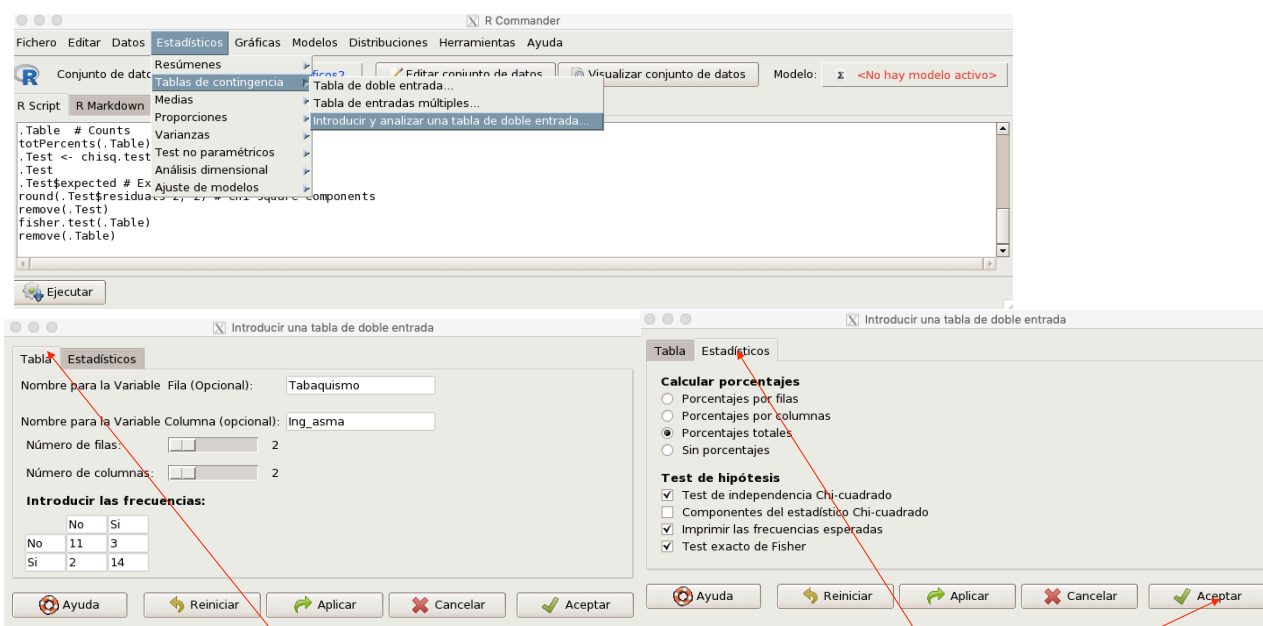 R Commander
Fichero Editar Datos Estadísticos Gráficas Modelos Distribuciones Herramientas Ayuda
Resúmenes
Conjunto de datc
Editar conjunto de datos
Visualizar conjunto de datos
Modelo: Σ <No hay modelo activo>
Tablas de contingencia
Tabla de doble entrada...
R Script R Markdown
Medias
Tabla de entradas múltiples...
Proporciones
Introducir y analizar una tabla de doble entrada...
Varianzas
Test no paramétricos
Análisis dimensional
Ajuste de modelos
.Table # Counts
totPercents(.Table)
.Test <- chisq.test
.Test
.Test$expected # Ex
round(.Test$residuals^2, 2) # Chi-square Components
remove(.Test)
fisher.test(.Table)
remove(.Table)
Ejecutar
Introducir una tabla de doble entrada
Tabla Estadísticos
Nombre para la Variable Fila (Opcional): Tabaquismo
Nombre para la Variable Columna (opcional): Ing_asma
Número de filas: 2
Número de columnas: 2
Introducir las frecuencias:
No Si
No 11 3
Si 2 14
Ayuda Reiniciar Aplicar Cancelar Aceptar
Introducir una tabla de doble entrada
Tabla Estadísticos
Calcular porcentajes
Porcentajes por filas
Porcentajes por columnas
Porcentajes totales
Sin porcentajes
Test de hipótesis
Test de independencia Chi-cuadrado
Componentes del estadístico Chi-cuadrado
Imprimir las frecuencias esperadas
Test exacto de Fisher
Ayuda Reiniciar Aplicar Cancelar Aceptar